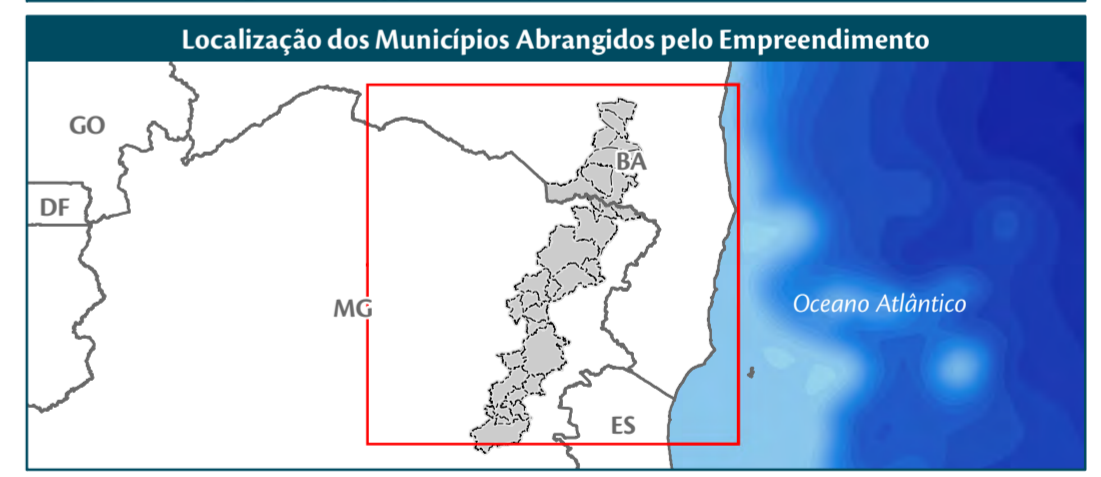 Localização dos Municípios Abrangidos pelo Empreendimento
GO
BA
DF
MG
Oceano Atlântico
ES